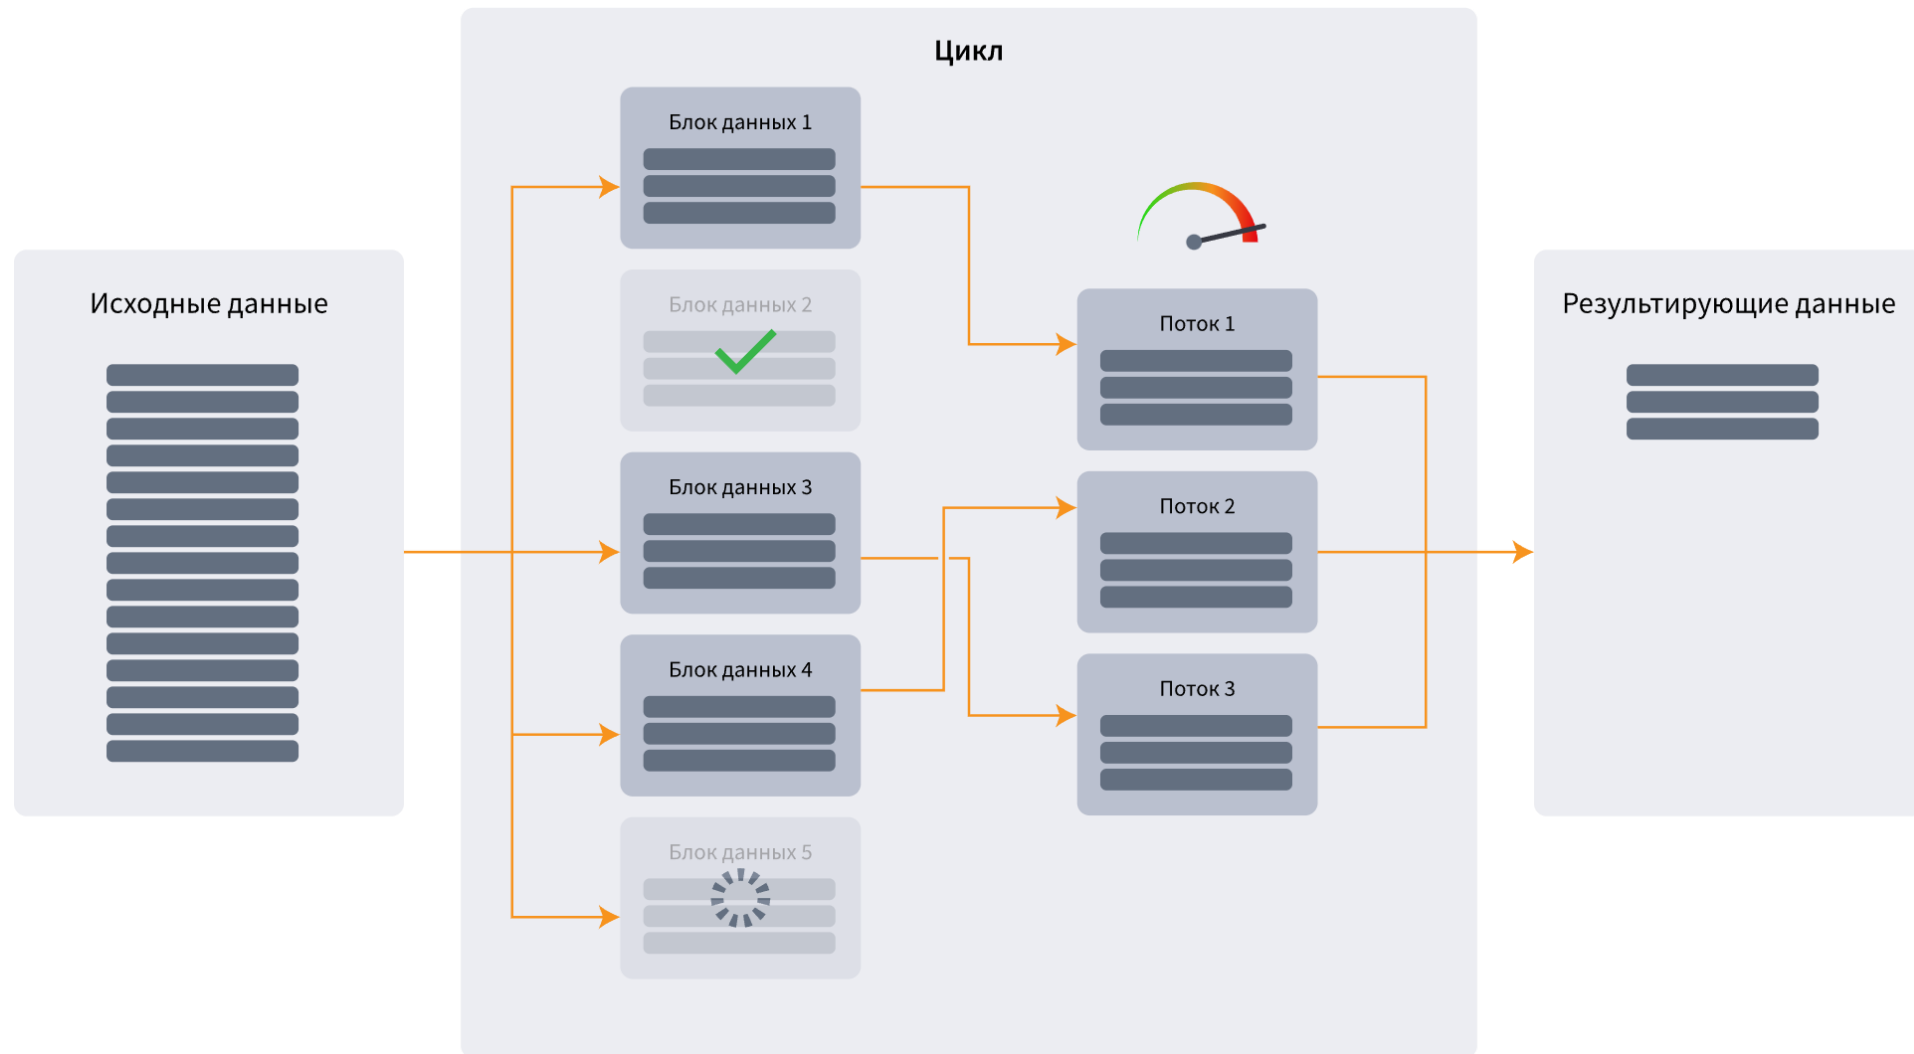 Цикл
Исходные данные
Блок данных 1
Блок данных 2
Блок данных 3
Блок данных 4
Блок данных 5
Поток 1
Поток 2
Поток 3
Результирующие данные